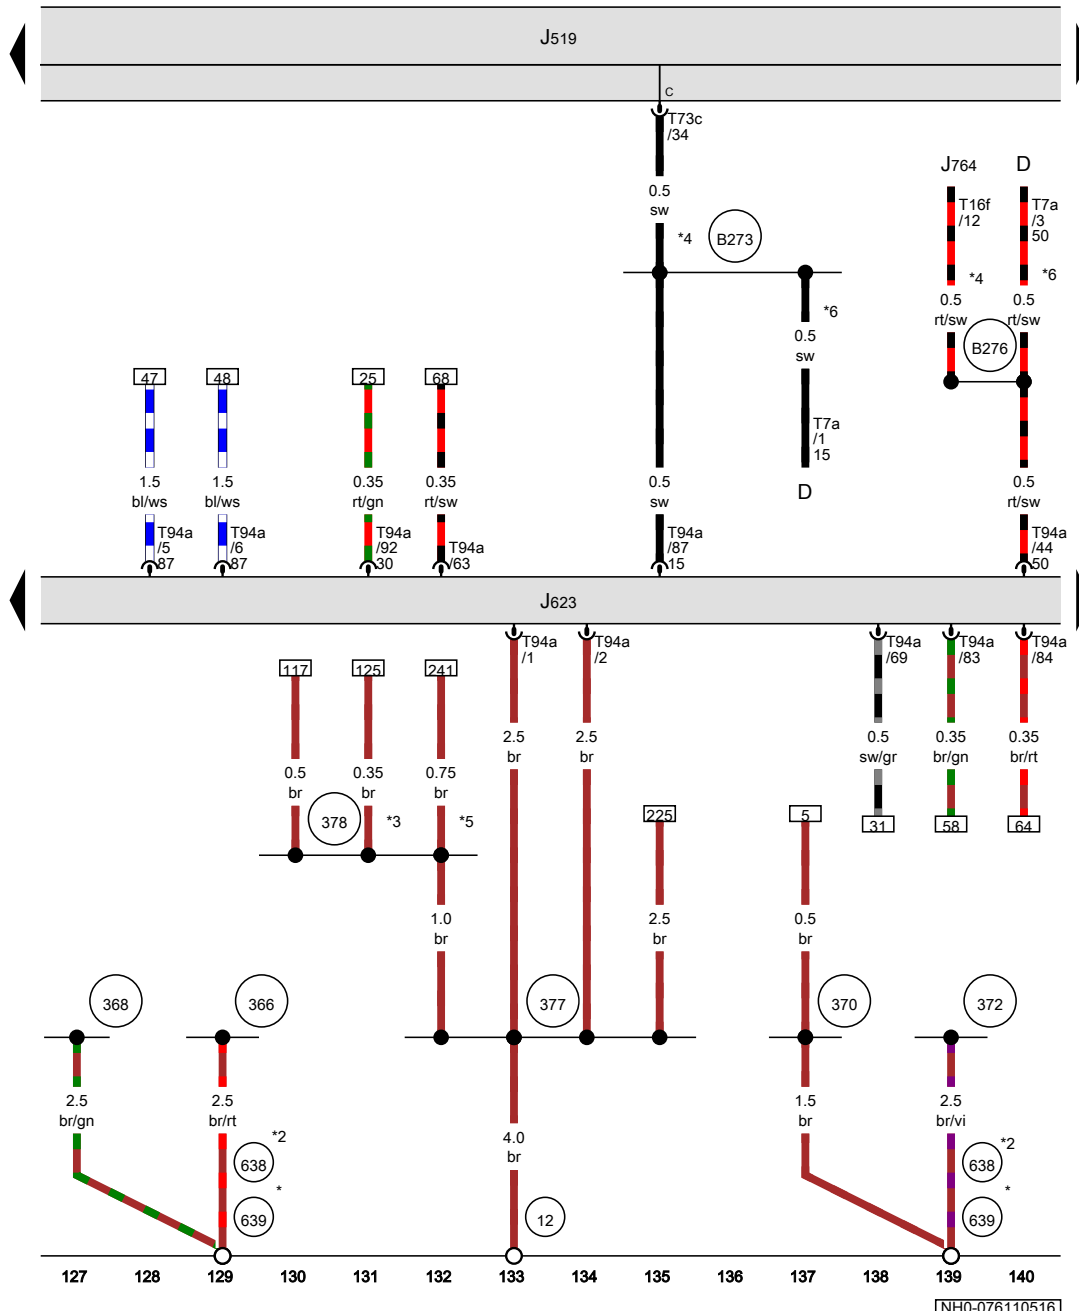 J519
c
T73c
/34
0.5
sw
*4
B273
*6
0.5
sw
T7a
/1
15
D
J764
D
T16f
/12
T7a
/3
50
*4
*6
0.5
rt/sw
0.5
rt/sw
B276
47
48
25
68
1.5
bl/ws
1.5
bl/ws
0.35
rt/gn
0.35
rt/sw
0.5
sw
0.5
rt/sw
T94a
/5
87
T94a
/6
87
T94a
/92
30
T94a
/63
T94a
/87
15
T94a
/44
50
J623
T94a
/1
T94a
/2
T94a
/69
T94a
/83
T94a
/84
117
125
241
2.5
br
2.5
br
0.5
sw/gr
0.35
br/gn
0.35
br/rt
0.5
br
0.35
br
0.75
br
378
*3
*5
225
5
31
58
64
1.0
br
2.5
br
0.5
br
368
366
377
370
372
2.5
br/gn
2.5
br/rt
1.5
br
2.5
br/vi
4.0
br
*2
638
*
639
12
*2
638
*
639
127 128 129 130 131 132 133 134 135 136 137 138 139 140
NH0-076110516